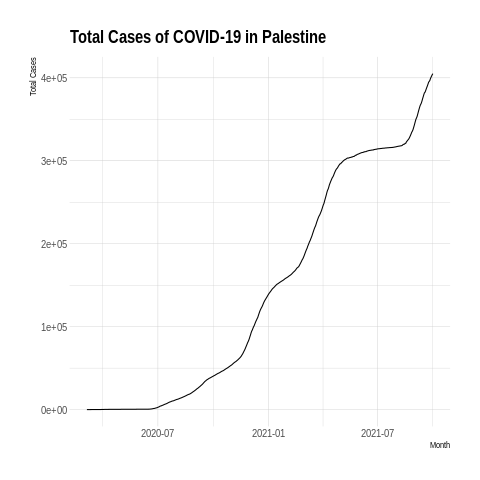 Total Cases of COVID-19 in Palestine
Total Cases
4e+05
3e+05
2e+05
1e+05
0e+00
2020-07 2021-01 2021-07
Month